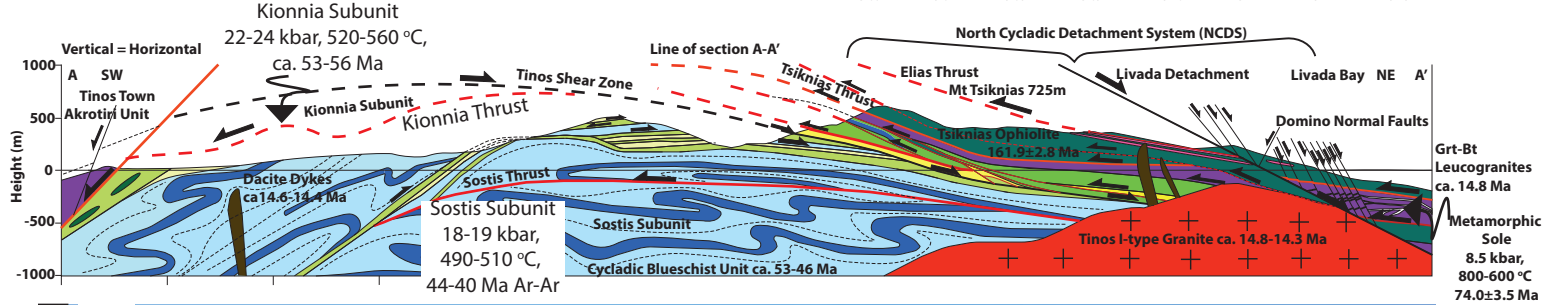 Kionnia Subunit
22-24 kbar, 520-560 ºC,
ca. 53-56 Ma
Vertical = Horizontal
Line of section A-A’
North Cycladic Detachment System (NCDS)
1000
A SW
Tinos Town
Akrotiri Unit
Kionnia Subunit
Kionnia Thrust
Tinos Shear Zone
Tsiknias Thrust
Elias Thrust
Mt Tsiknias 725m
Livada Detachment
Livada Bay NE A’
Domino Normal Faults
Height (m)
500
0
-500
-1000
Tsiknias Ophiolite
161.9±2.8 Ma
Grt-Bt
Leucogranites
ca. 14.8 Ma
Dacite Dykes
ca14.6-14.4 Ma
Sostis Thrust
Sostis Subunit
18-19 kbar,
490-510 ºC,
44-40 Ma Ar-Ar
Sostis Subunit
Cycladic Blueschist Unit ca. 53-46 Ma
Tinos I-type Granite ca. 14.8-14.3 Ma
Metamorphic
Sole
8.5 kbar,
800-600 ºC
74.0±3.5 Ma